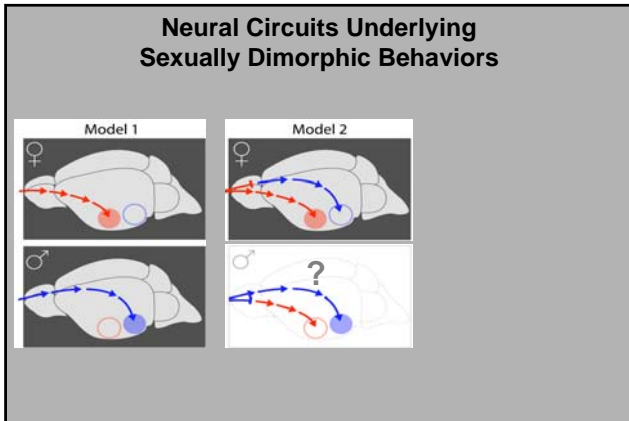 Neural Circuits Underlying
Sexually Dimorphic Behaviors
Model 1
Model 2
♀
♀
♂
♂
?